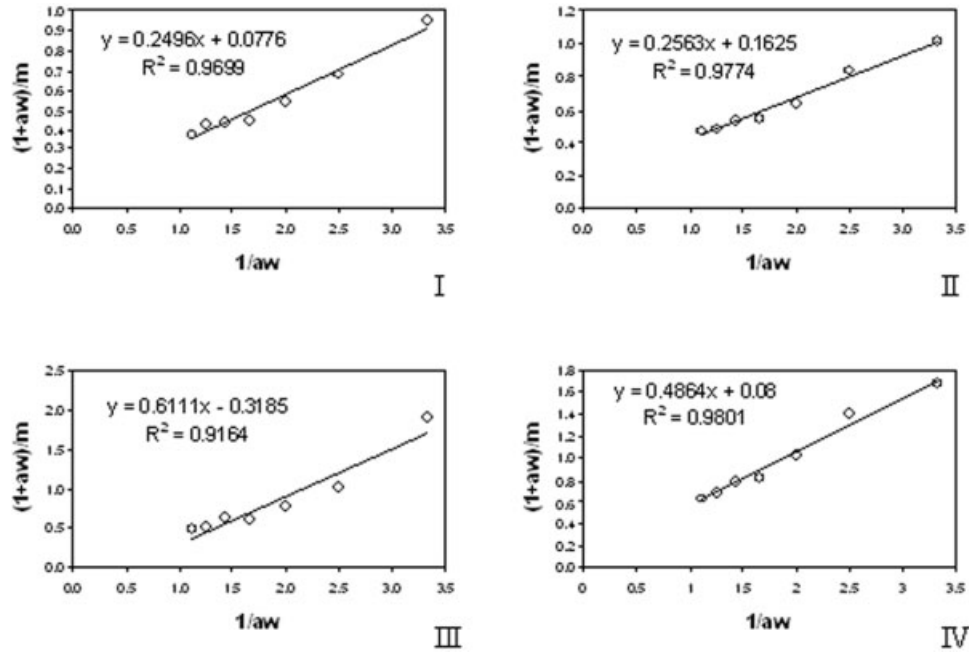 1.0
0.9
0.8
0.7
0.6
0.5
0.4
0.3
0.2
0.1
0.0
(1+aw)/m
y = 0.2496x + 0.0776
R² = 0.9699
0.0 0.5 1.0 1.5 2.0 2.5 3.0 3.5
1/aw
I
1.2
1.0
0.8
0.6
0.4
0.2
0.0
(1+aw)/m
y = 0.2563x + 0.1625
R² = 0.9774
0.0 0.5 1.0 1.5 2.0 2.5 3.0 3.5
1/aw
II
2.5
2.0
1.5
1.0
0.5
0.0
(1+aw)/m
y = 0.6111x - 0.3185
R² = 0.9164
0.0 0.5 1.0 1.5 2.0 2.5 3.0 3.5
1/aw
III
1.8
1.6
1.4
1.2
1.0
0.8
0.6
0.4
0.2
0.0
(1+aw)/m
y = 0.4864x + 0.08
R² = 0.9801
0 0.5 1 1.5 2 2.5 3 3.5
1/aw
IV